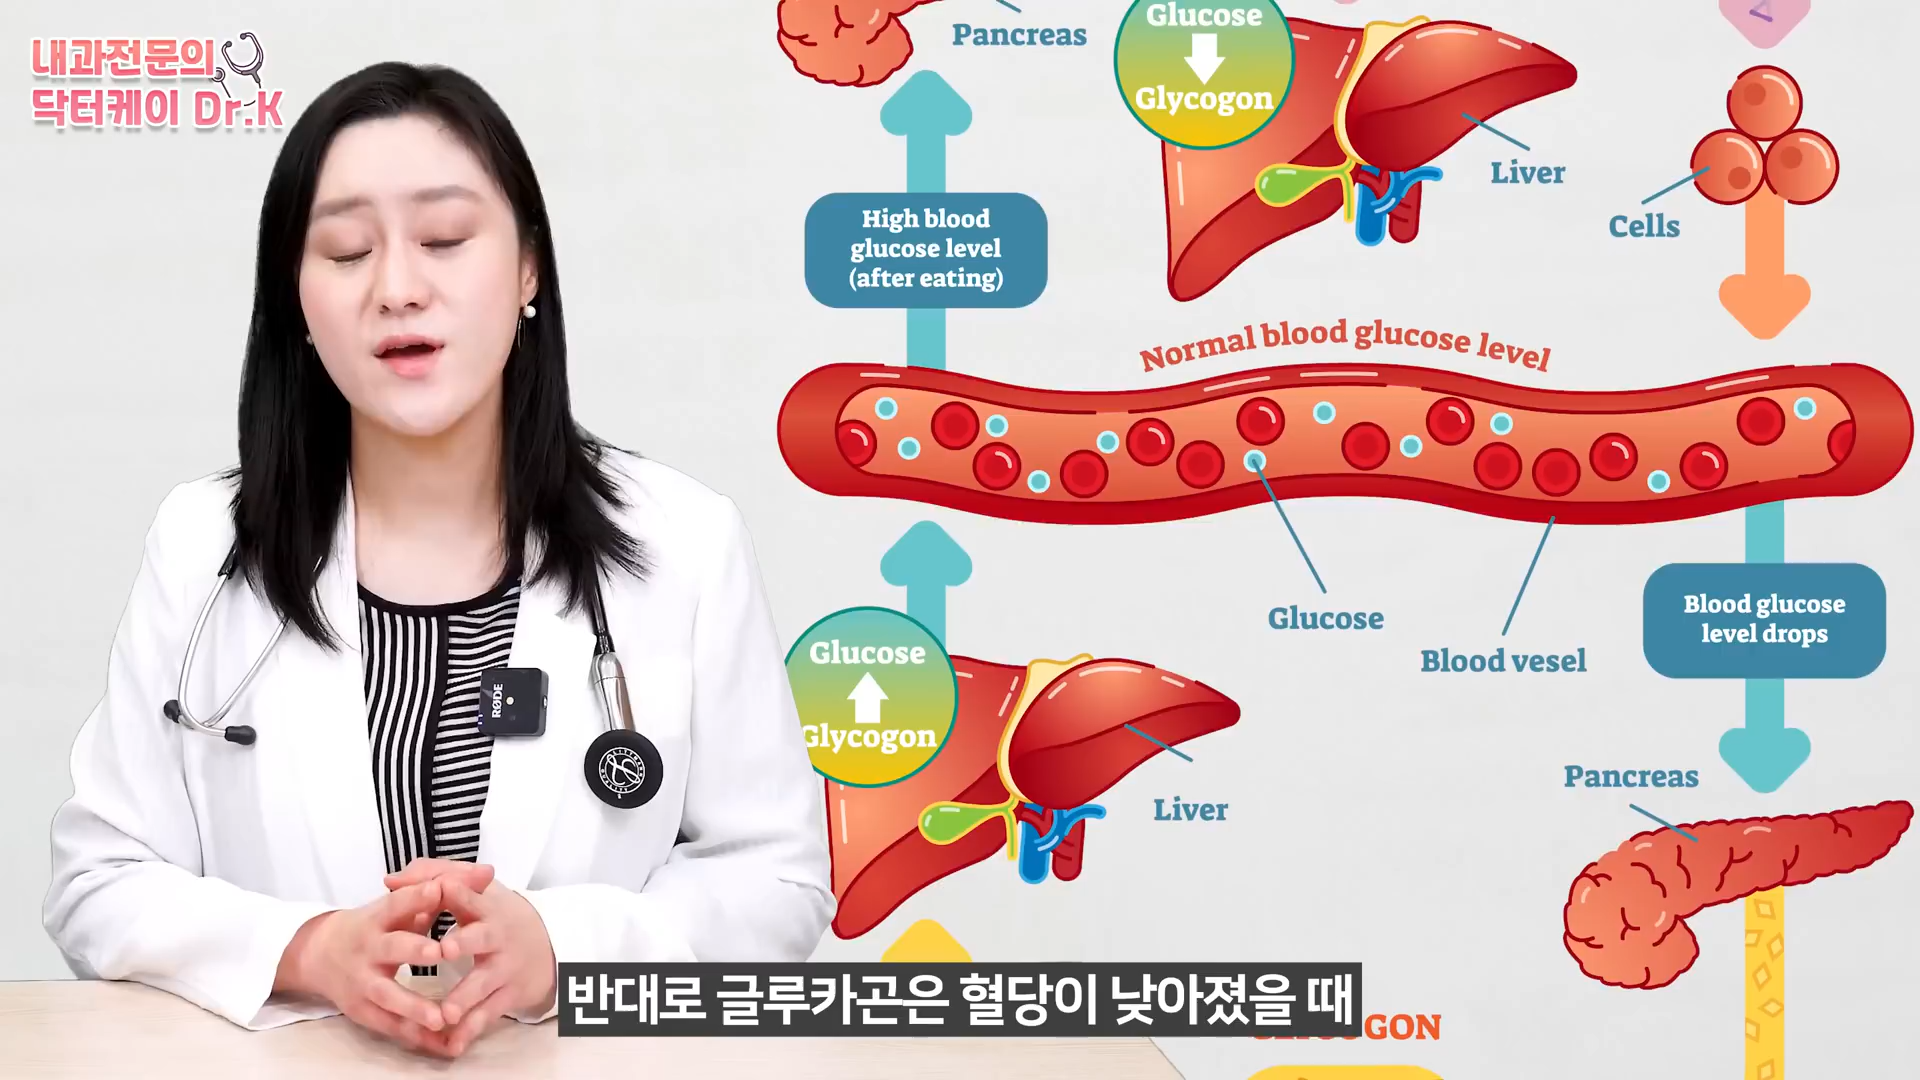 내과전문의
닥터케이 Dr.K
Pancreas
Glucose
Glycogon
Liver
Cells
High blood
glucose level
(after eating)
Normal blood glucose level
Glucose
Blood vesel
Blood glucose
level drops
Glucose
Glycogon
Liver
Pancreas
RØDE
반대로 글루카곤은 혈당이 낮아졌을 때